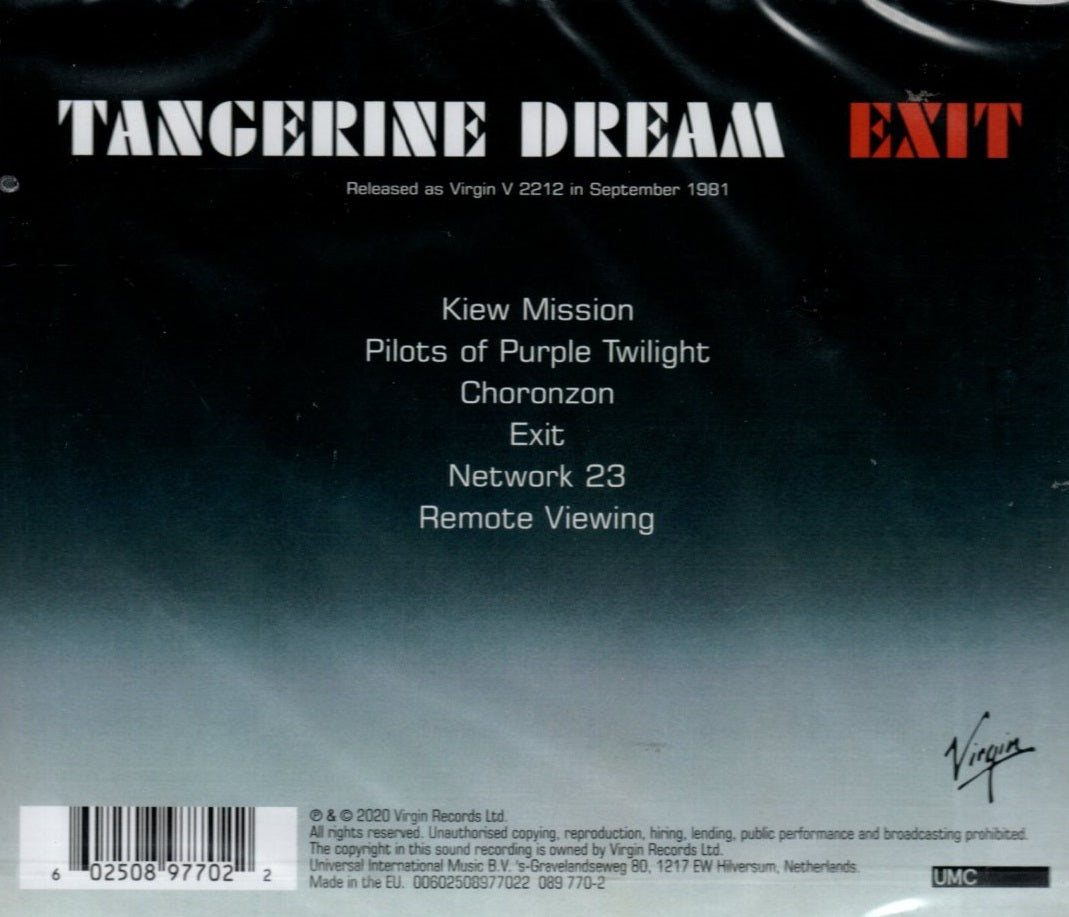 TANGERINE DREAM EXIT
Released as Virgin V 2212 in September 1981
Kiew Mission
Pilots of Purple Twilight
Choronzon
Exit
Network 23
Remote Viewing
Virgin
℗ & © 2020 Virgin Records Ltd.
All rights reserved. Unauthorised copying, reproduction, hiring, lending, public performance and broadcasting prohibited.
The copyright in this sound recording is owned by Virgin Records Ltd.
Universal International Music B.V. 's-Gravelandseweg 80, 1217 EW Hilversum, Netherlands.
Made in the EU. 00602508977022 089 770-2
6 02508 97702 2
UMC